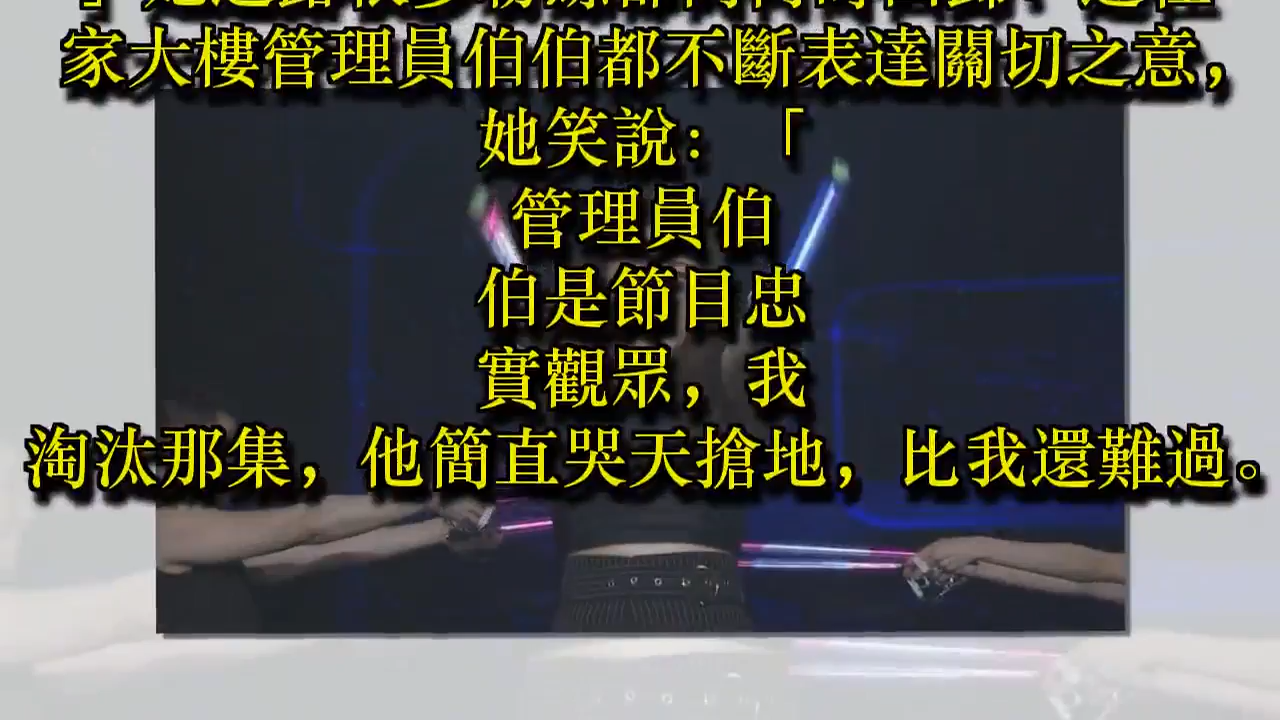 家大樓管理員伯伯都不斷表達關切之意，
她笑說：「
管理員伯
伯是節目忠
實觀眾，我
淘汰那集，他簡直哭天搶地，比我還難過。